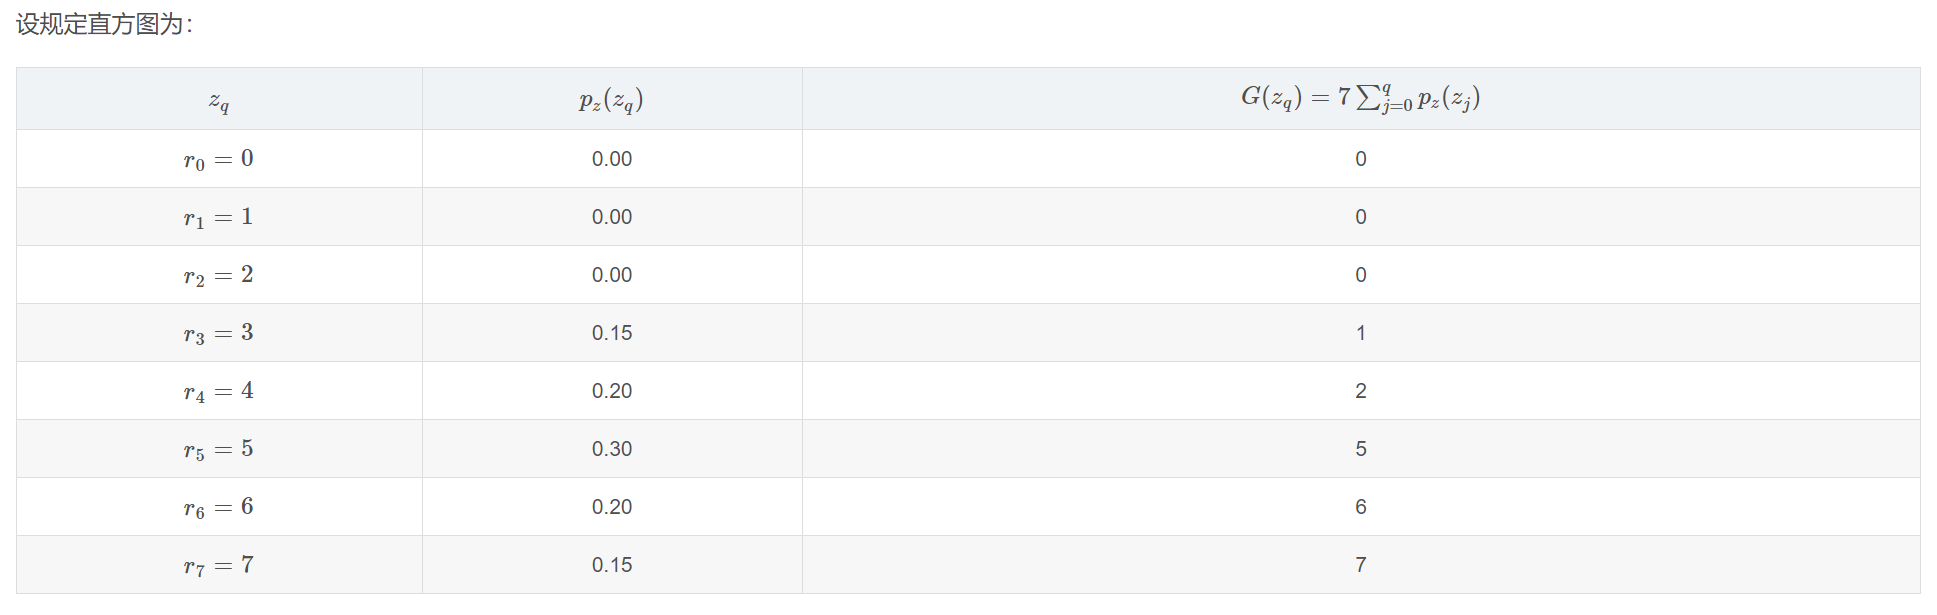 设规定直方图为:
z_q p_z(z_q) G(z_q) = 7 ∑_{j=0}^{q} p_z(z_j)
r_0 = 0 0.00 0
r_1 = 1 0.00 0
r_2 = 2 0.00 0
r_3 = 3 0.15 1
r_4 = 4 0.20 2
r_5 = 5 0.30 5
r_6 = 6 0.20 6
r_7 = 7 0.15 7